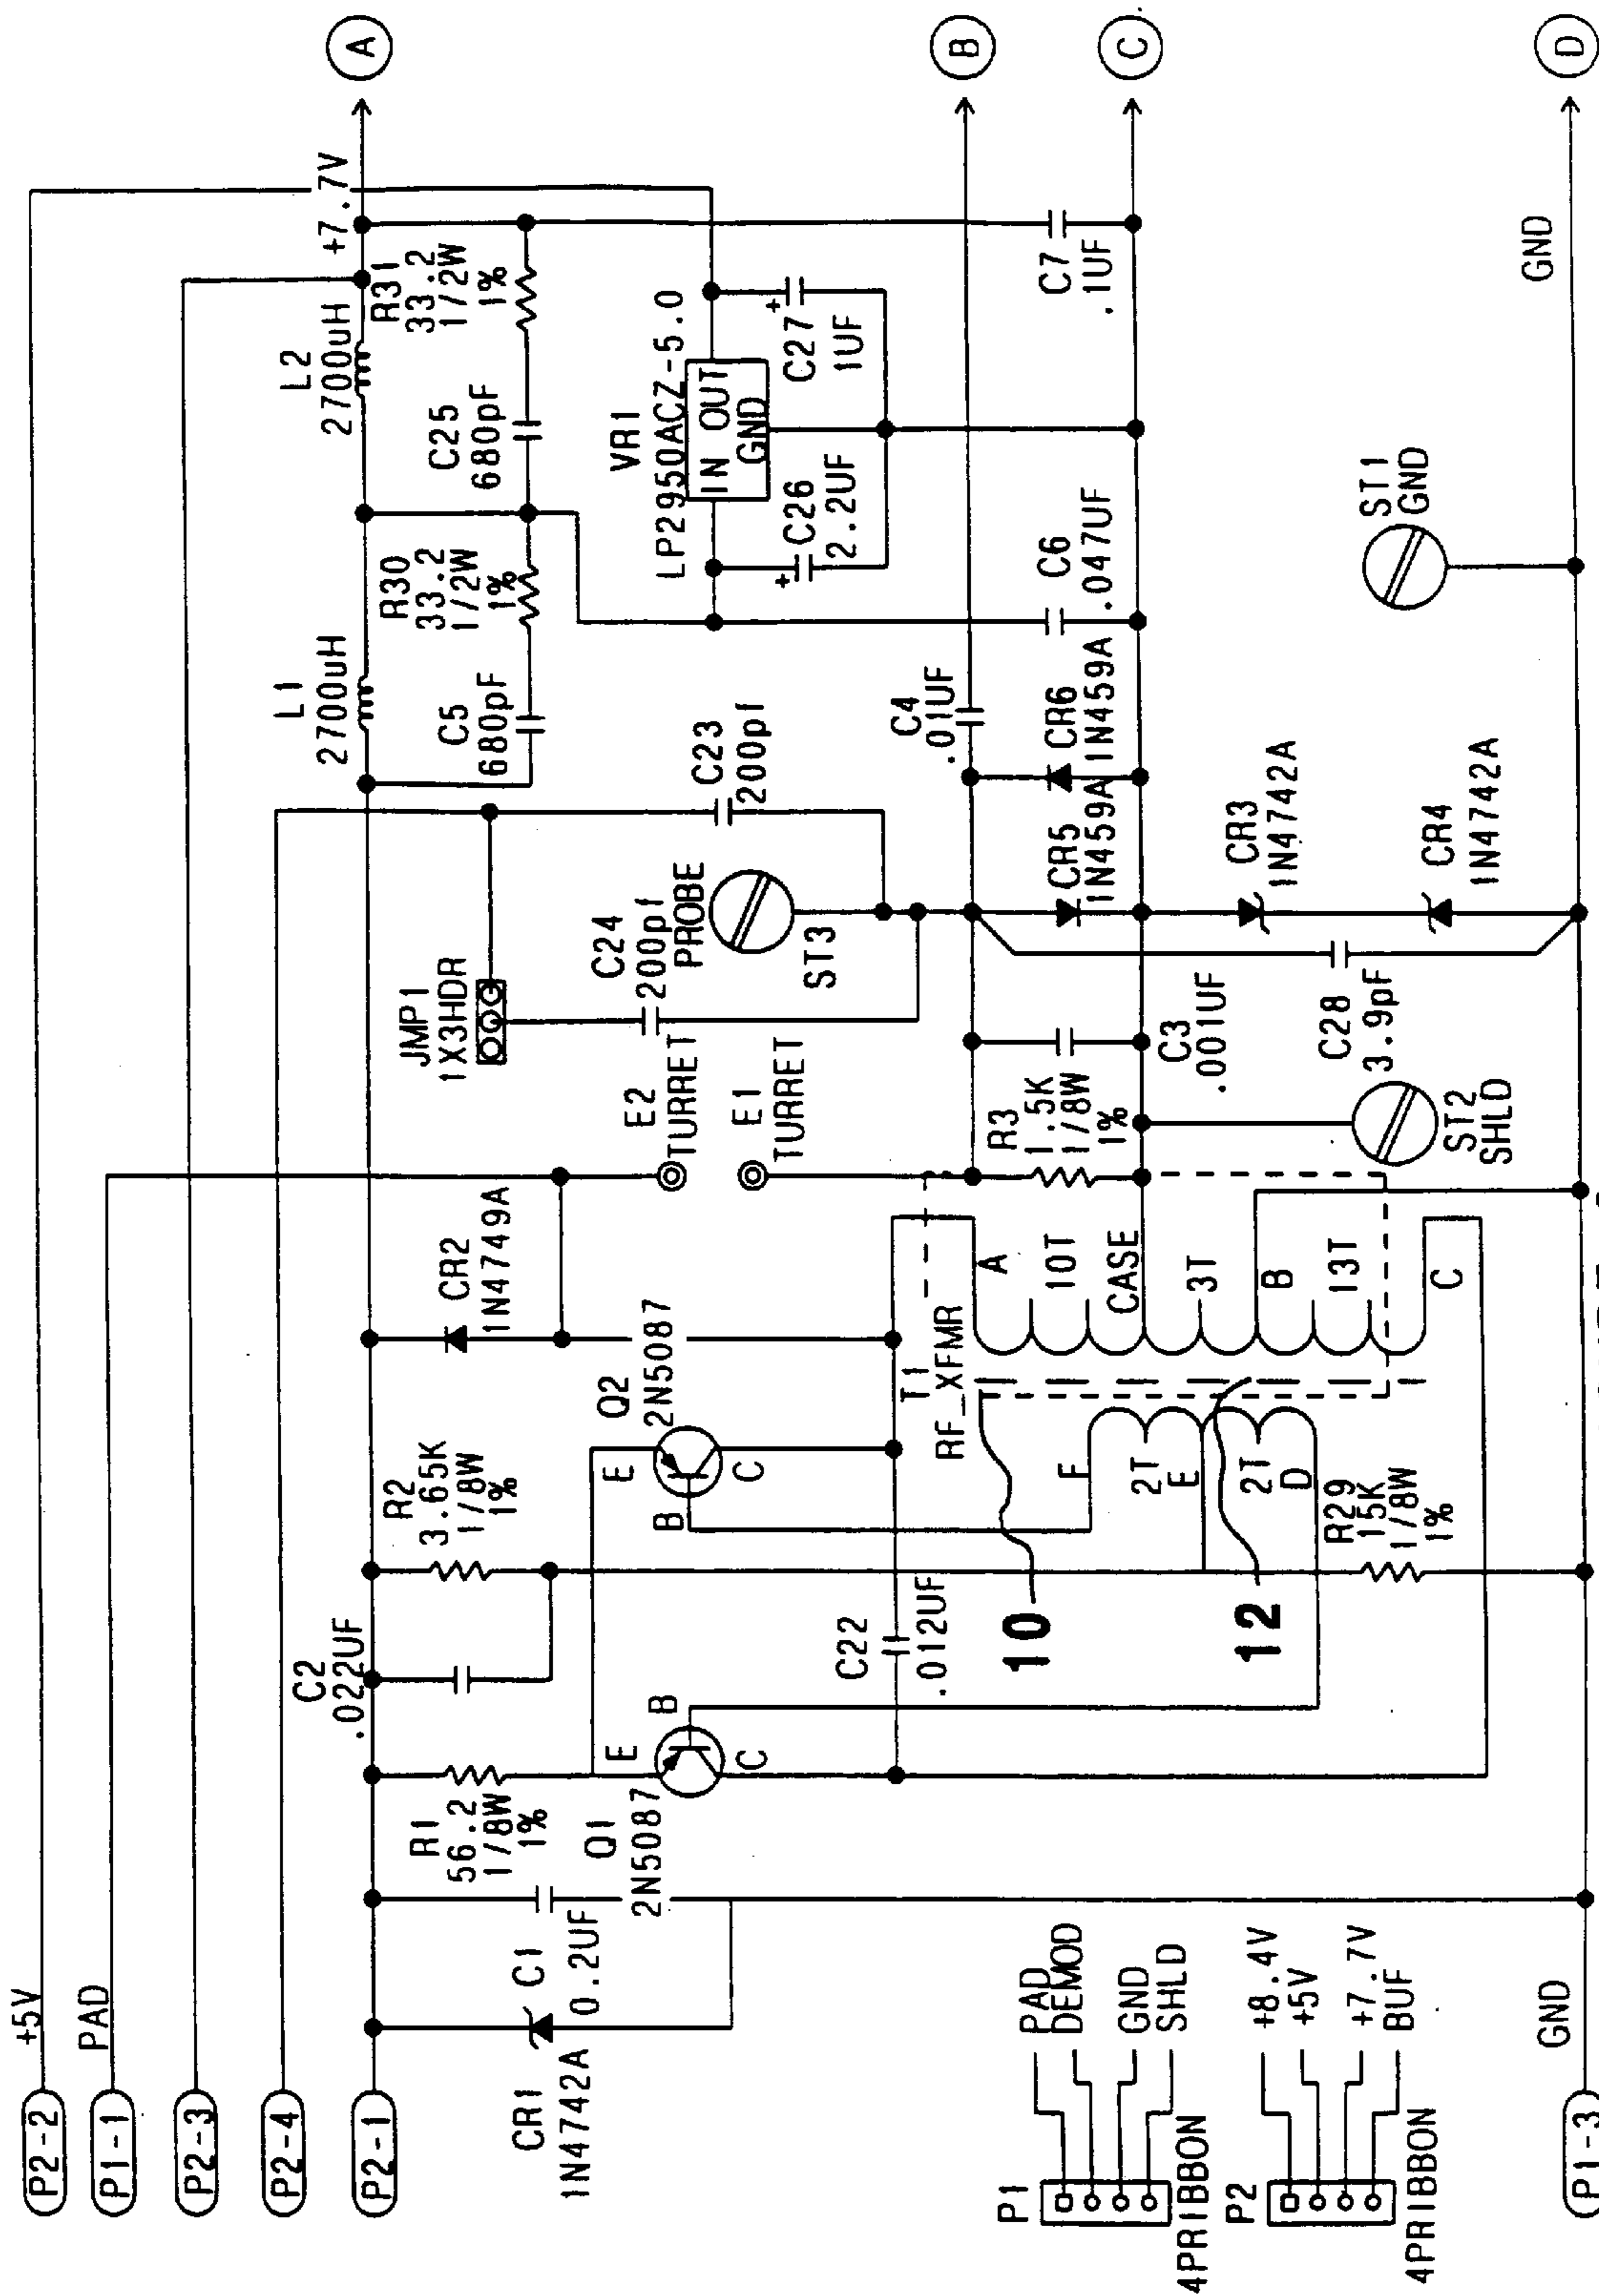 P2-2
+5V
P1-1
PAD
P2-3
P2-4
P2-1
A
+7.7V
L1
2700uH
L2
2700uH
C5
680pF
R30
33.2
1/2W
1%
C25
680pF
R31
33.2
1/2W
1%
CR1
1N4742A
C1
0.2UF
R1
56.2
1/8W
1%
C2
.022UF
R2
3.65K
1/8W
1%
CR2
1N4749A
JMP1
1X3HDR
C23
200pf
C24
200pf
PROBE
ST3
VR1
LP2950ACZ-5.0
IN OUT
GND
C26
2.2UF
+
C27
1UF
+
Q1
2N5087
E
B
C
Q2
2N5087
E
B
C
E2
TURRET
E1
TURRET
C22
.012UF
T1
RF_XFMR
C4
.01UF
B
R3
1.5K
1/8W
1%
C3
.001UF
CR5
1N459A
CR6
1N459A
C6
.047UF
C7
.1UF
C
10
12
F
2T
E
2T
D
A
10T
CASE
3T
B
13T
C
R29
15K
1/8W
1%
ST2
SHLD
C28
3.9pF
CR3
1N4742A
CR4
1N4742A
ST1
GND
P1
4PRIBBON
PAD
DEMOD
GND
SHLD
P2
4PRIBBON
+8.4V
+5V
+7.7V
BUF
P1-3
GND
GND
D